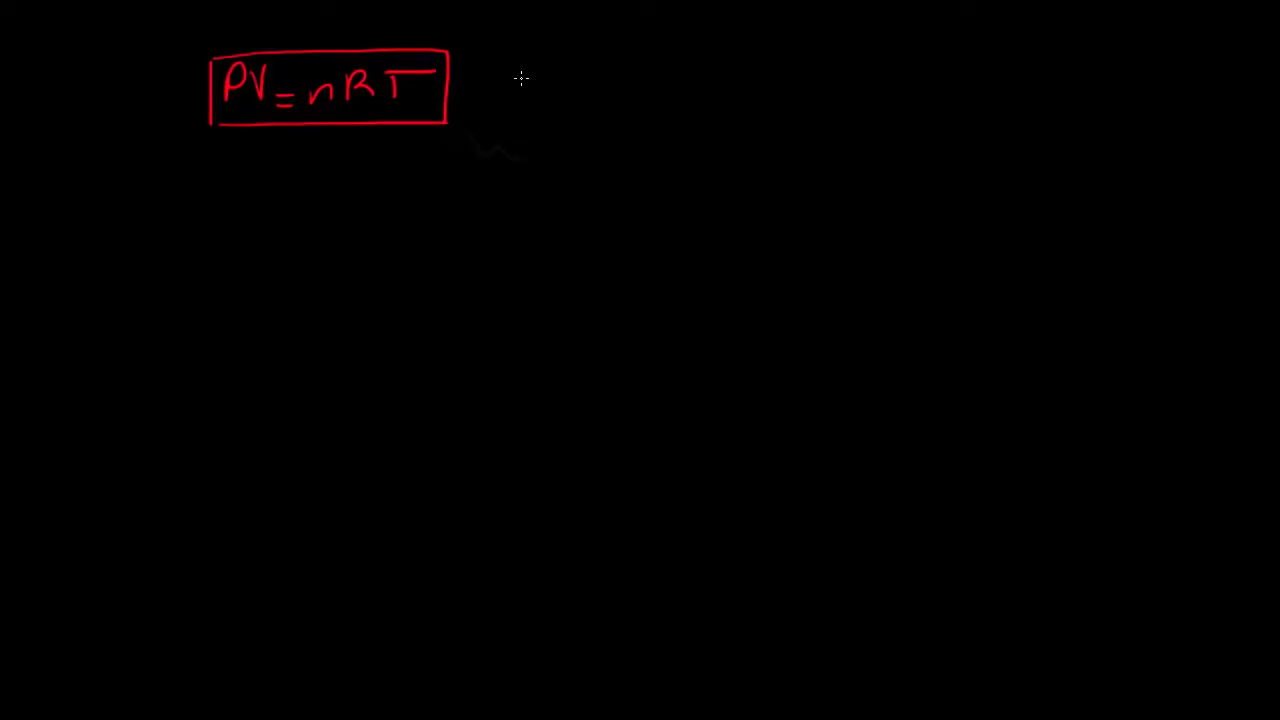 PV = nRT